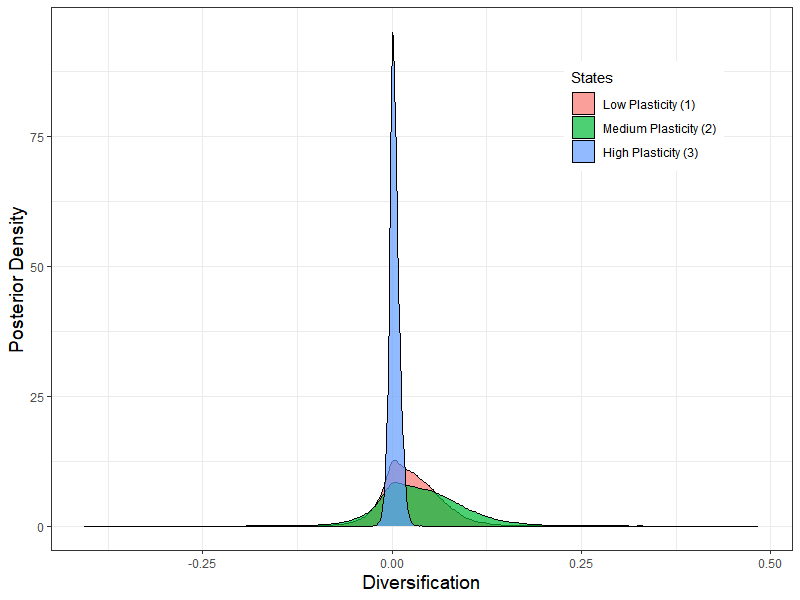 States
Low Plasticity (1)
Medium Plasticity (2)
High Plasticity (3)
75
50
25
0
Posterior Density
-0.25
0.00
0.25
0.50
Diversification